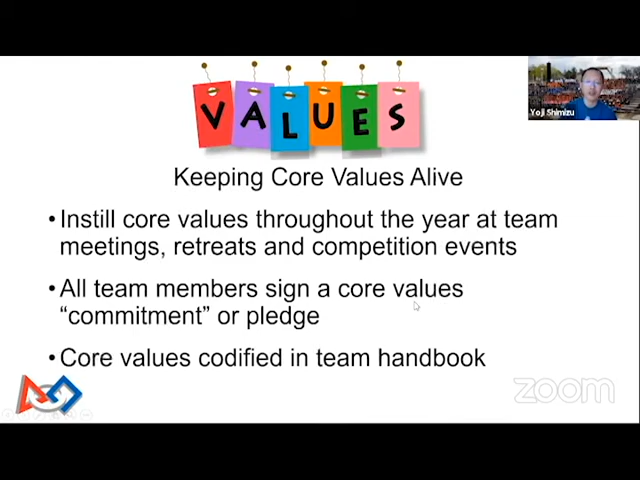 VALUES
Yoji Shimizu
Keeping Core Values Alive
•Instill core values throughout the year at team
meetings, retreats and competition events
•All team members sign a core values
“commitment” or pledge
•Core values codified in team handbook
zoom